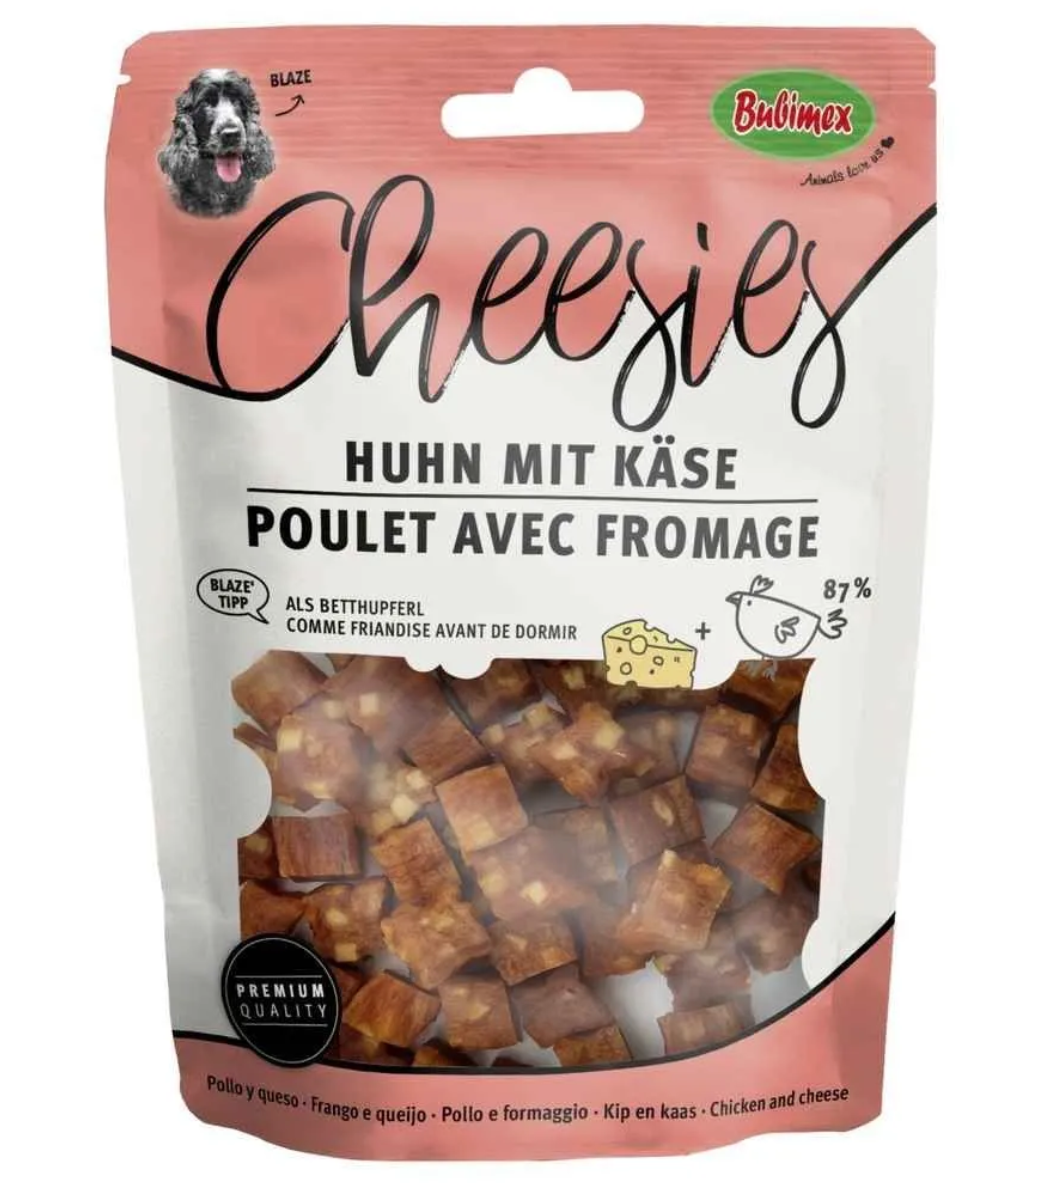 BLAZE
Bubimex
Animals love us
Cheesies
HUHN MIT KÄSE
POULET AVEC FROMAGE
BLAZE'
TIPP
ALS BETTHUPFERL
COMME FRIANDISE AVANT DE DORMIR
+
87%
PREMIUM
QUALITY
Pollo y queso · Frango e queijo · Pollo e formaggio · Kip en kaas · Chicken and cheese